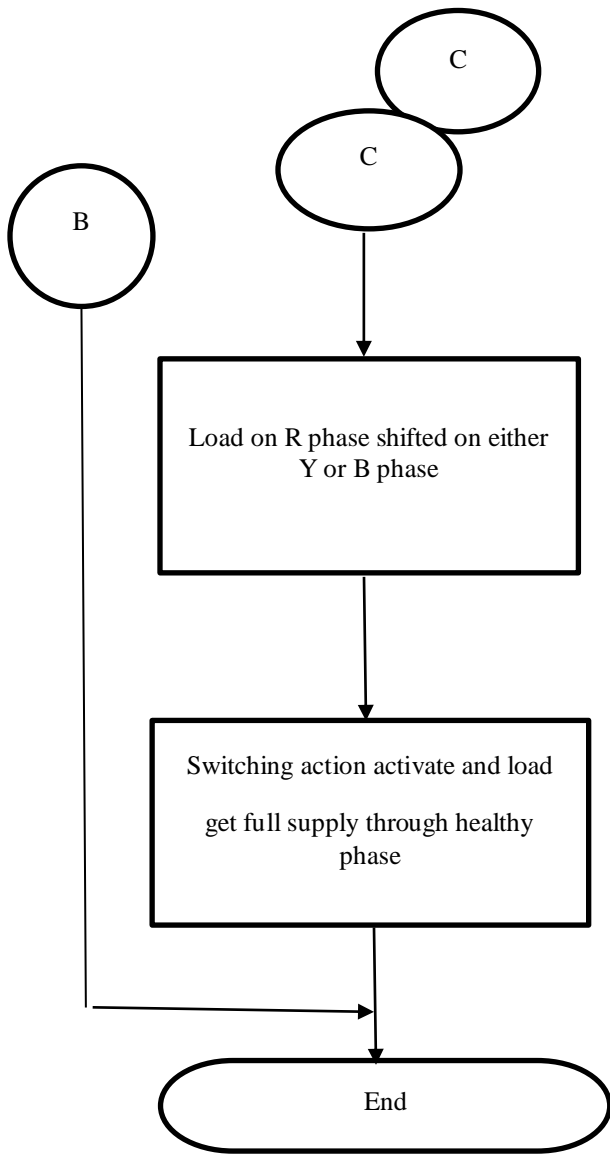 C
C
B
Load on R phase shifted on either
Y or B phase
Switching action activate and load
get full supply through healthy
phase
End